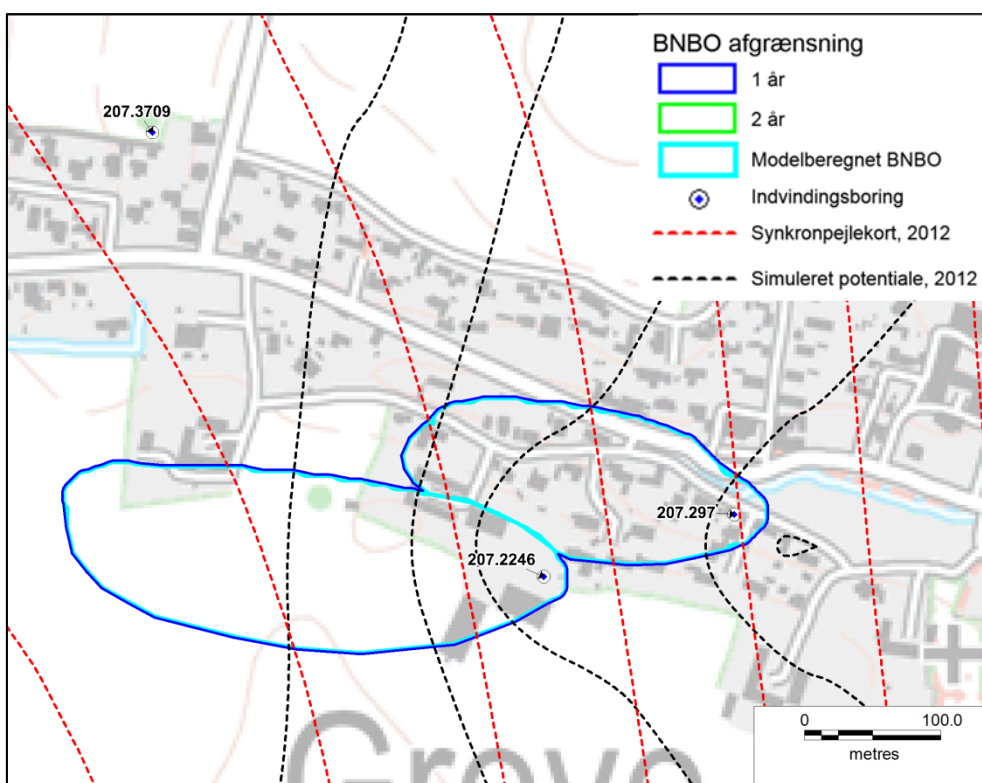 BNBO afgrænsning
1 år
2 år
Modelberegnet BNBO
Indvindingsboring
Synkronpejlekort, 2012
Simuleret potentiale, 2012
207.3709
207.297
207.2246
0 100.0
metres